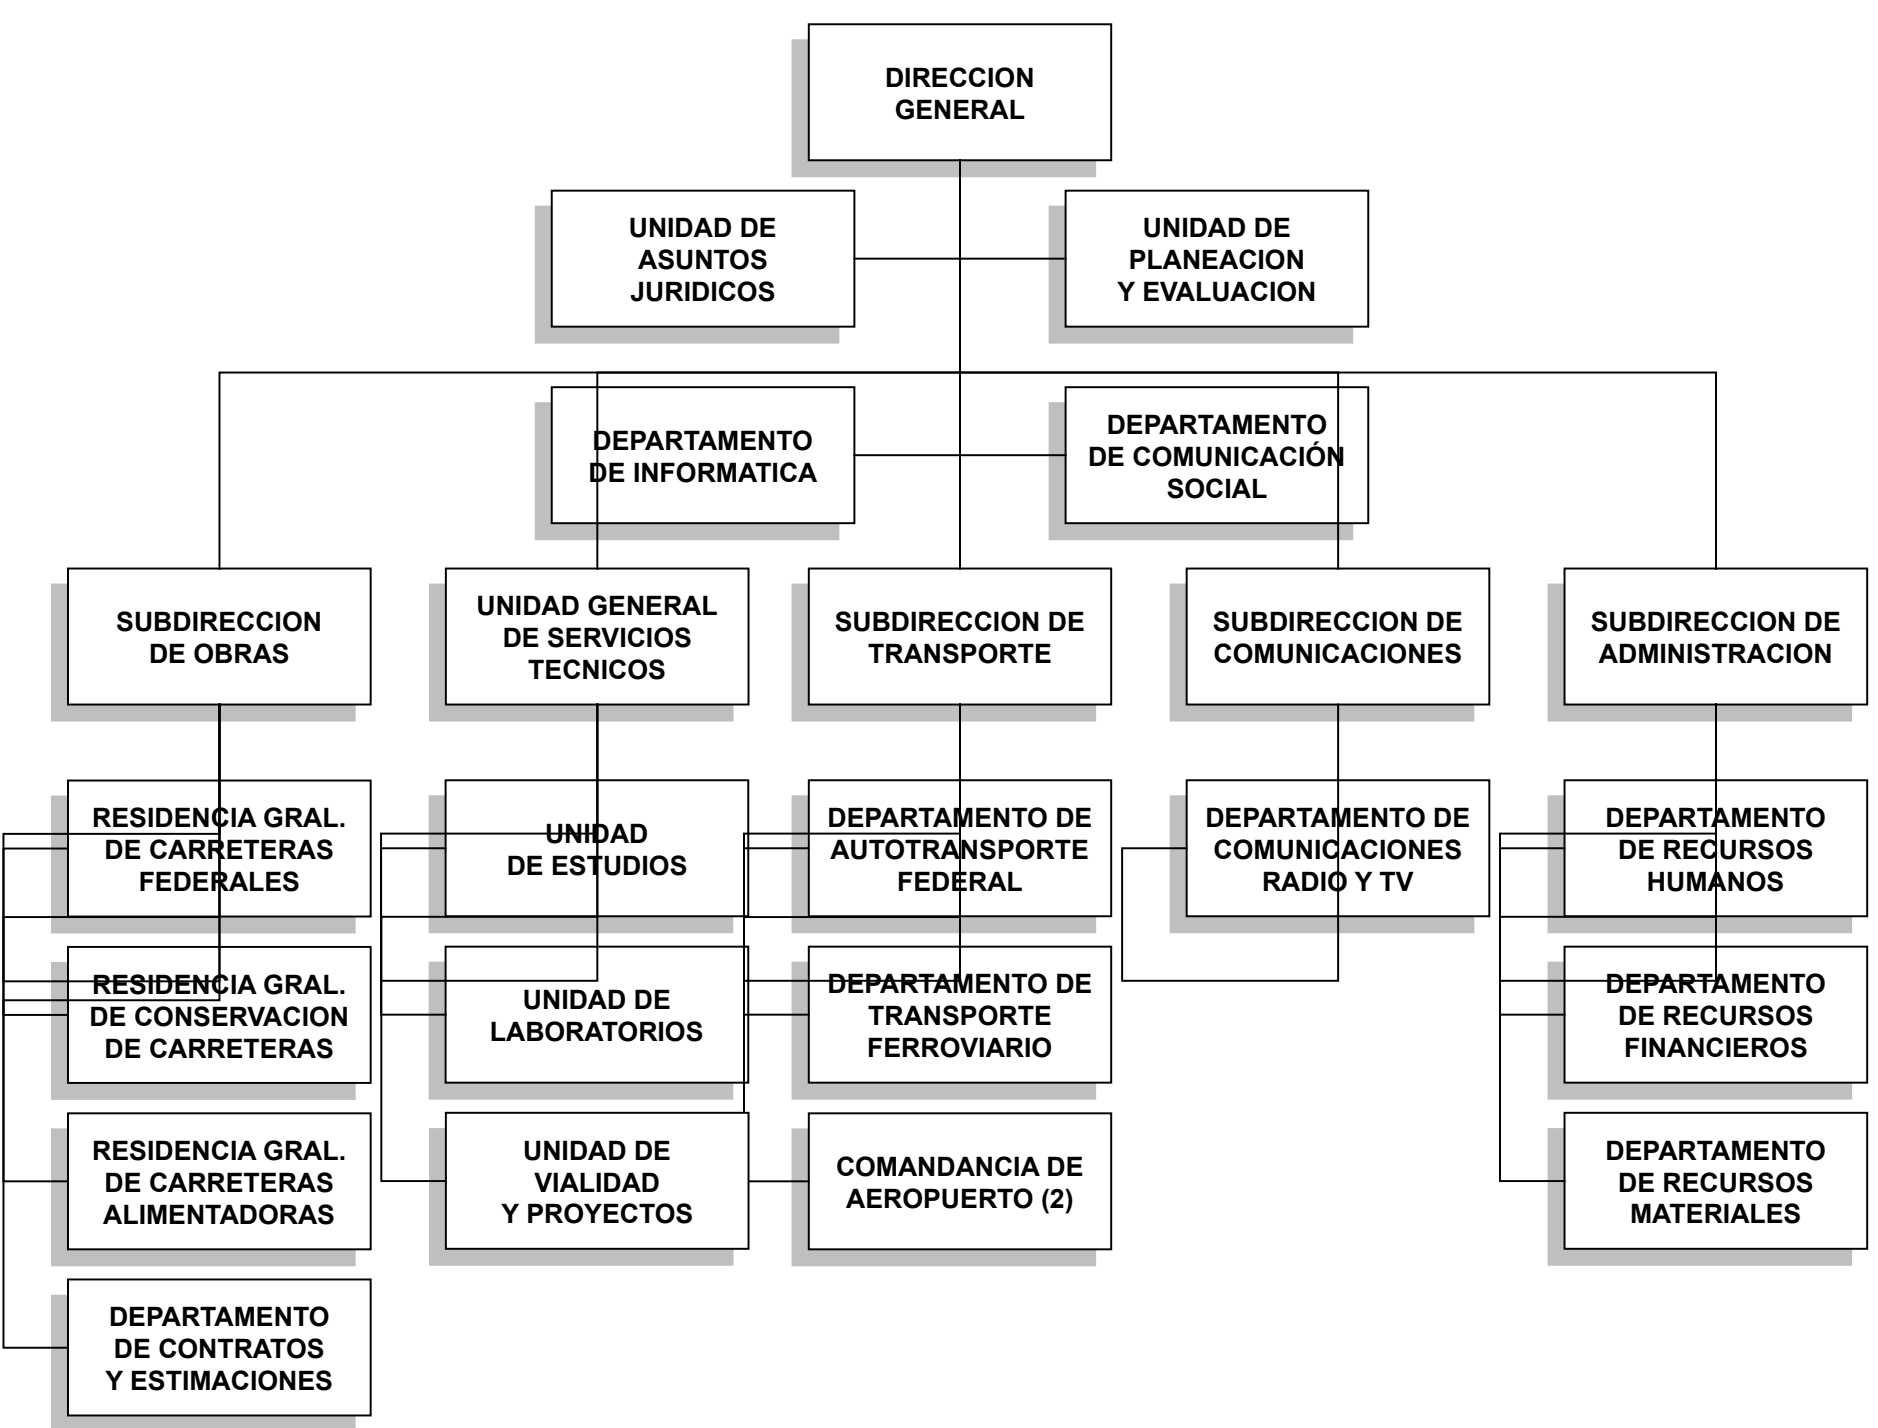 DIRECCION
GENERAL
UNIDAD DE
ASUNTOS
JURIDICOS
UNIDAD DE
PLANEACION
Y EVALUACION
DEPARTAMENTO
DE INFORMATICA
DEPARTAMENTO
DE COMUNICACIÓN
SOCIAL
SUBDIRECCION
DE OBRAS
UNIDAD GENERAL
DE SERVICIOS
TECNICOS
SUBDIRECCION DE
TRANSPORTE
SUBDIRECCION DE
COMUNICACIONES
SUBDIRECCION DE
ADMINISTRACION
RESIDENCIA GRAL.
DE CARRETERAS
FEDERALES
UNIDAD
DE ESTUDIOS
DEPARTAMENTO DE
AUTOTRANSPORTE
FEDERAL
DEPARTAMENTO DE
COMUNICACIONES
RADIO Y TV
DEPARTAMENTO
DE RECURSOS
HUMANOS
RESIDENCIA GRAL.
DE CONSERVACION
DE CARRETERAS
UNIDAD DE
LABORATORIOS
DEPARTAMENTO DE
TRANSPORTE
FERROVIARIO
DEPARTAMENTO
DE RECURSOS
FINANCIEROS
RESIDENCIA GRAL.
DE CARRETERAS
ALIMENTADORAS
UNIDAD DE
VIALIDAD
Y PROYECTOS
COMANDANCIA DE
AEROPUERTO (2)
DEPARTAMENTO
DE RECURSOS
MATERIALES
DEPARTAMENTO
DE CONTRATOS
Y ESTIMACIONES